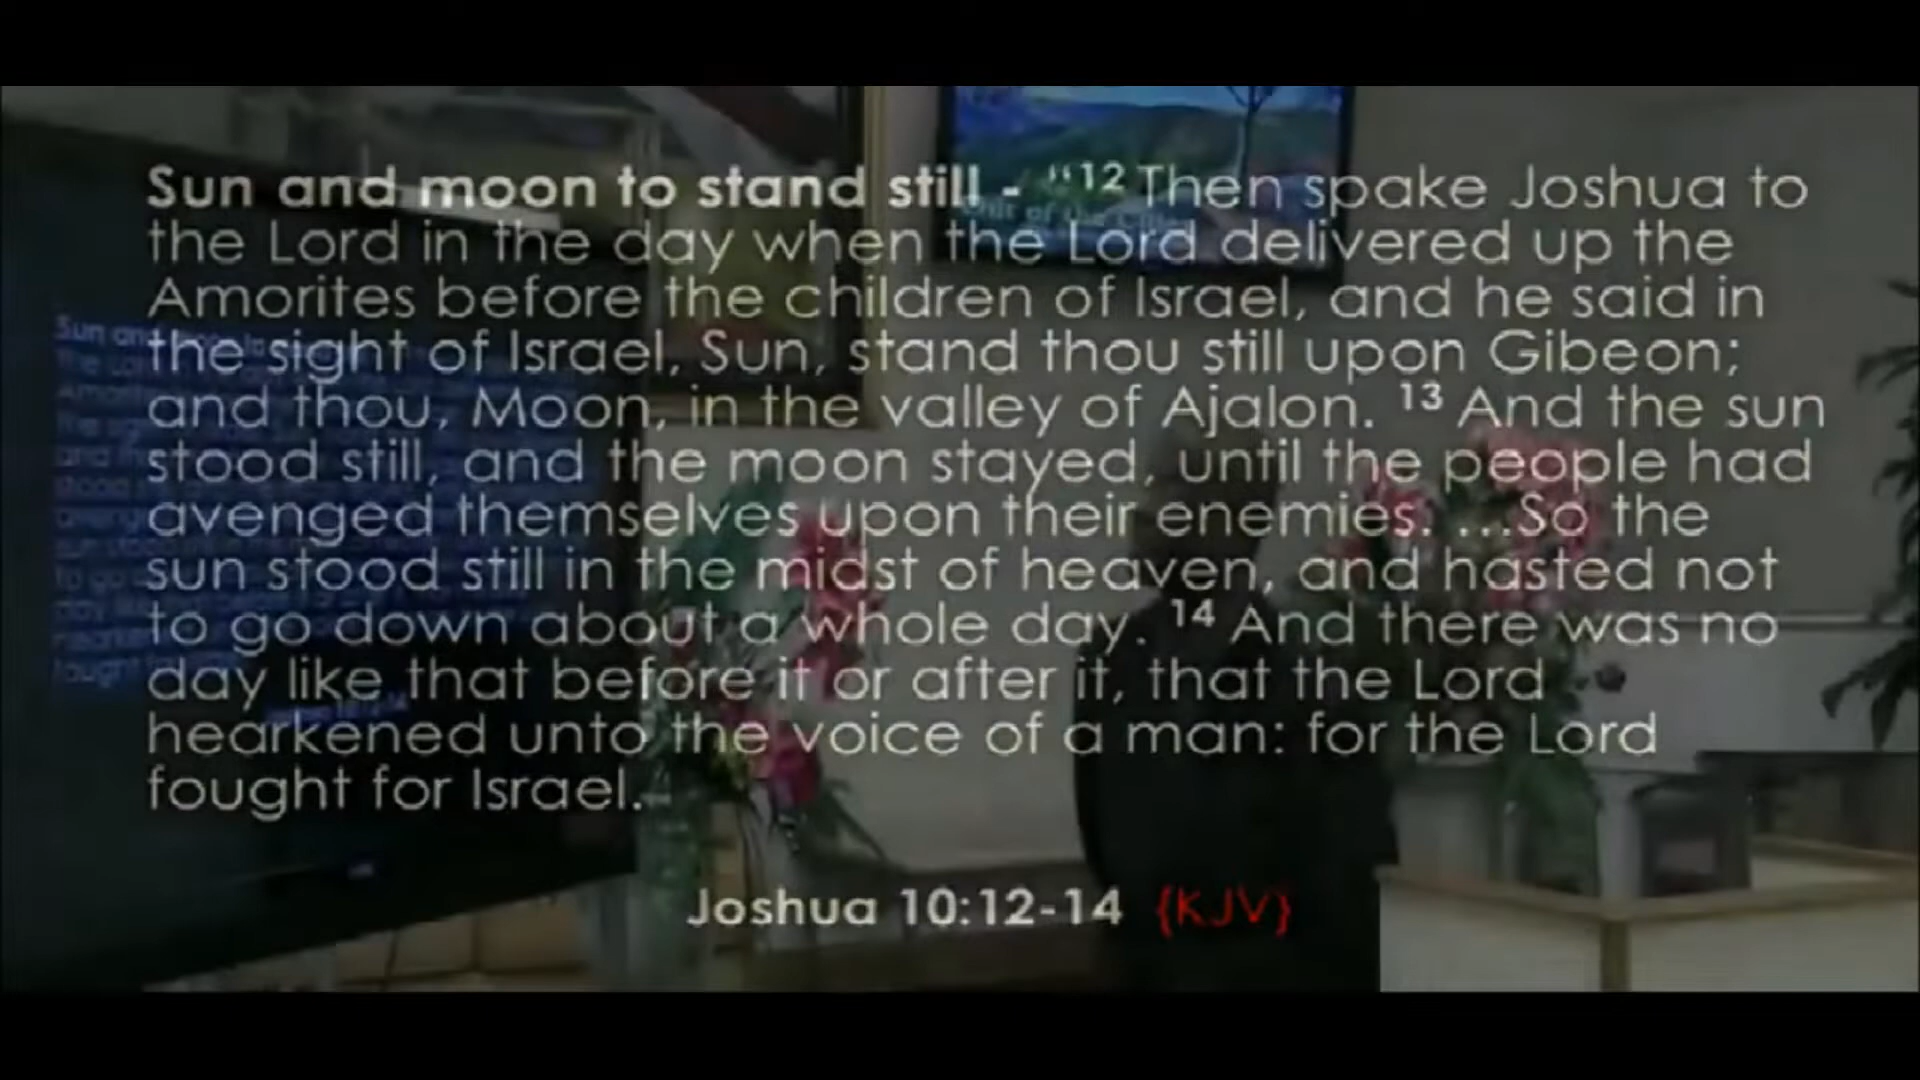 Sun and moon to stand still - "12 Then spake Joshua to
the Lord in the day when the Lord delivered up the
Amorites before the children of Israel, and he said in
the sight of Israel, Sun, stand thou still upon Gibeon;
and thou, Moon, in the valley of Ajalon. 13 And the sun
stood still, and the moon stayed, until the people had
avenged themselves upon their enemies. ...So the
sun stood still in the midst of heaven, and hasted not
to go down about a whole day. 14 And there was no
day like that before it or after it, that the Lord
hearkened unto the voice of a man: for the Lord
fought for Israel.
Joshua 10:12-14 {KJV}